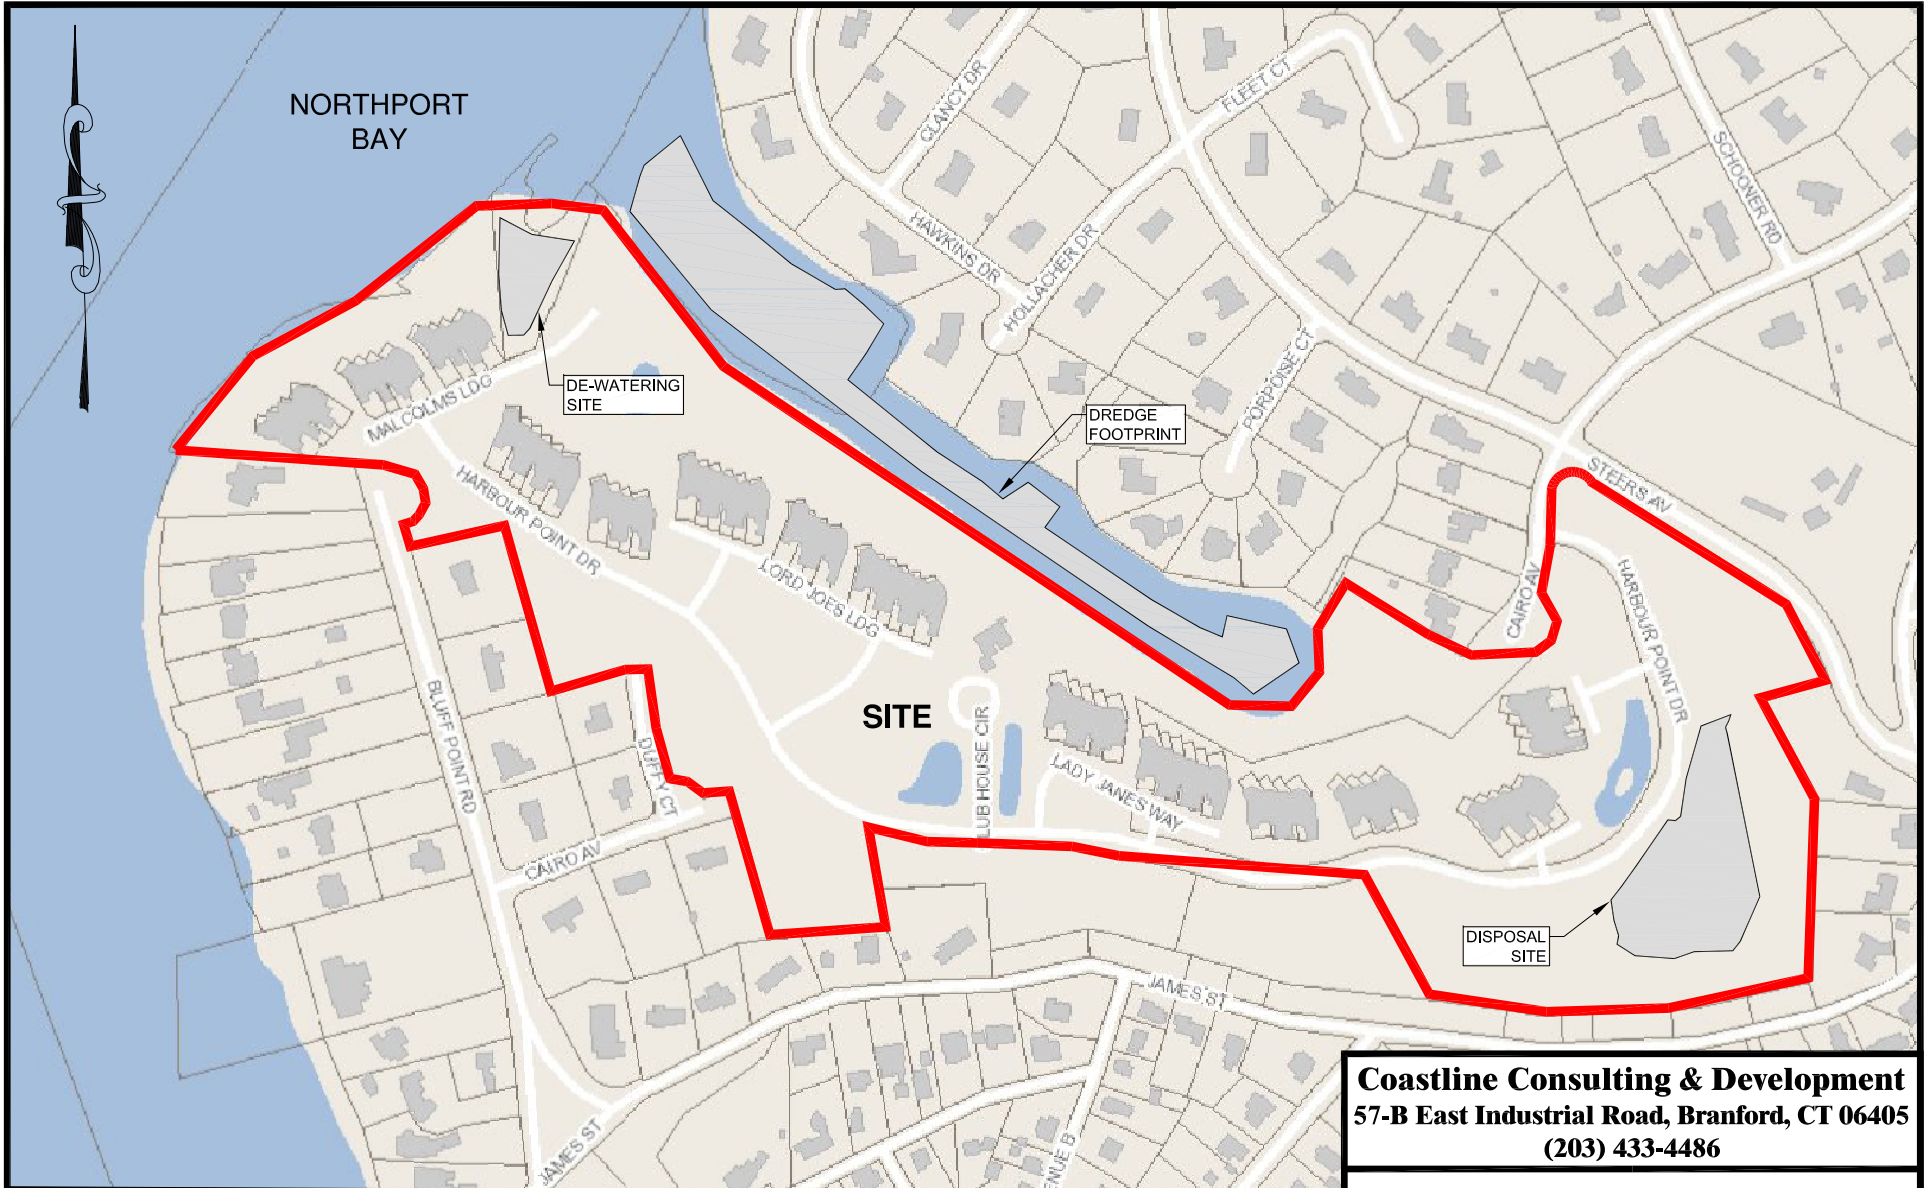 NORTHPORT
BAY
CLANCY DR
FLEET CT
SCHOONER RD
HAWKINS DR
HOLLACHER DR
PORPOISE CT
DE-WATERING
SITE
MALCOLMS LDG
DREDGE
FOOTPRINT
HARBOUR POINT DR
STEERS AV
LORD JOES LDG
CAIRO AV
HARBOUR POINT DR
BLUFF POINT RD
SITE
DUFFY CT
LUB HOUSE CIR
LADY JANES WAY
CAIRO AV
DISPOSAL
SITE
JAMES ST
JAMES ST
ENUE B
Coastline Consulting & Development
57-B East Industrial Road, Branford, CT 06405
(203) 433-4486